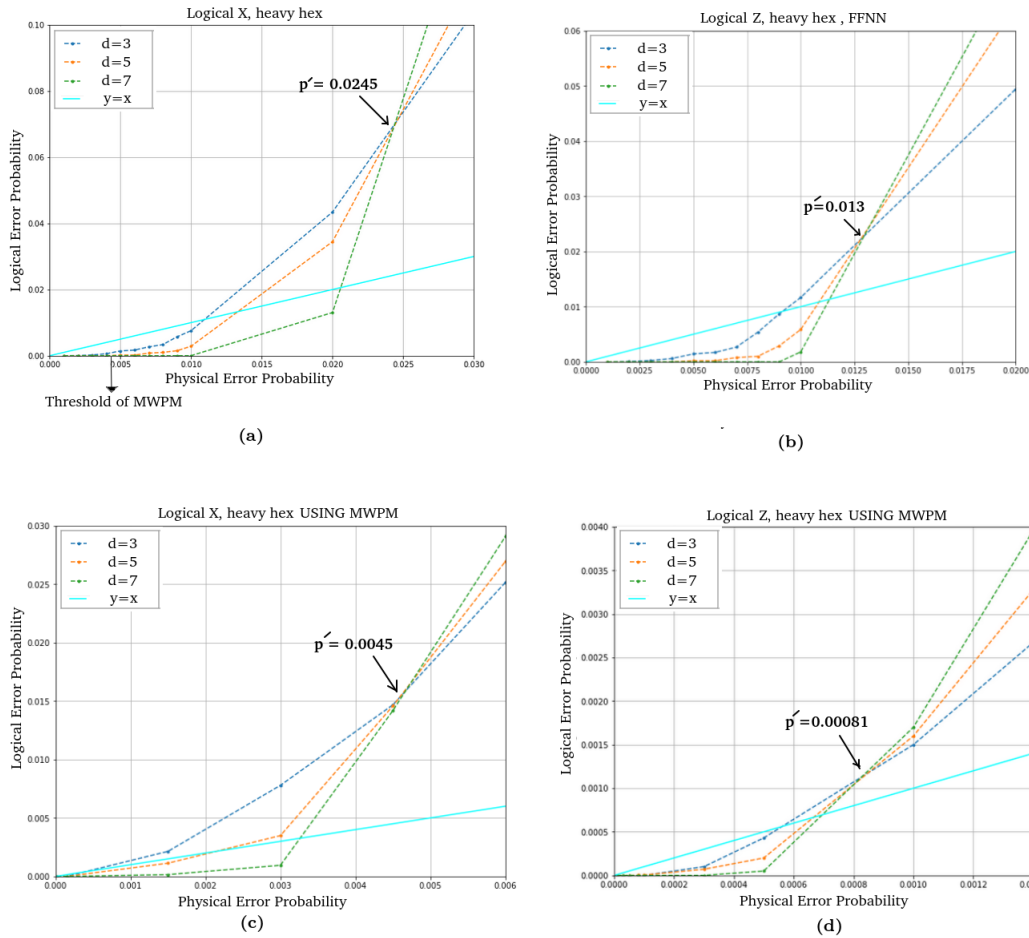 Logical X, heavy hex
0.10
0.08
0.06
0.04
0.02
0.00
Logical Error Probability
d=3
d=5
d=7
y=x
p′= 0.0245
0.000
0.005
0.010
0.015
0.020
0.025
0.030
Physical Error Probability
Threshold of MWPM
(a)
Logical Z, heavy hex , FFNN
0.06
0.05
0.04
0.03
0.02
0.01
0.00
Logical Error Probability
d=3
d=5
d=7
y=x
p′=0.013
0.0000
0.0025
0.0050
0.0075
0.0100
0.0125
0.0150
0.0175
0.0200
Physical Error Probability
(b)
Logical X, heavy hex USING MWPM
0.030
0.025
0.020
0.015
0.010
0.005
0.000
Logical Error Probability
d=3
d=5
d=7
y=x
p′= 0.0045
0.000
0.001
0.002
0.003
0.004
0.005
0.006
Physical Error Probability
(c)
Logical Z, heavy hex USING MWPM
0.0040
0.0035
0.0030
0.0025
0.0020
0.0015
0.0010
0.0005
0.0000
Logical Error Probability
d=3
d=5
d=7
y=x
p′=0.00081
0.0000
0.0002
0.0004
0.0006
0.0008
0.0010
0.0012
Physical Error Probability
(d)